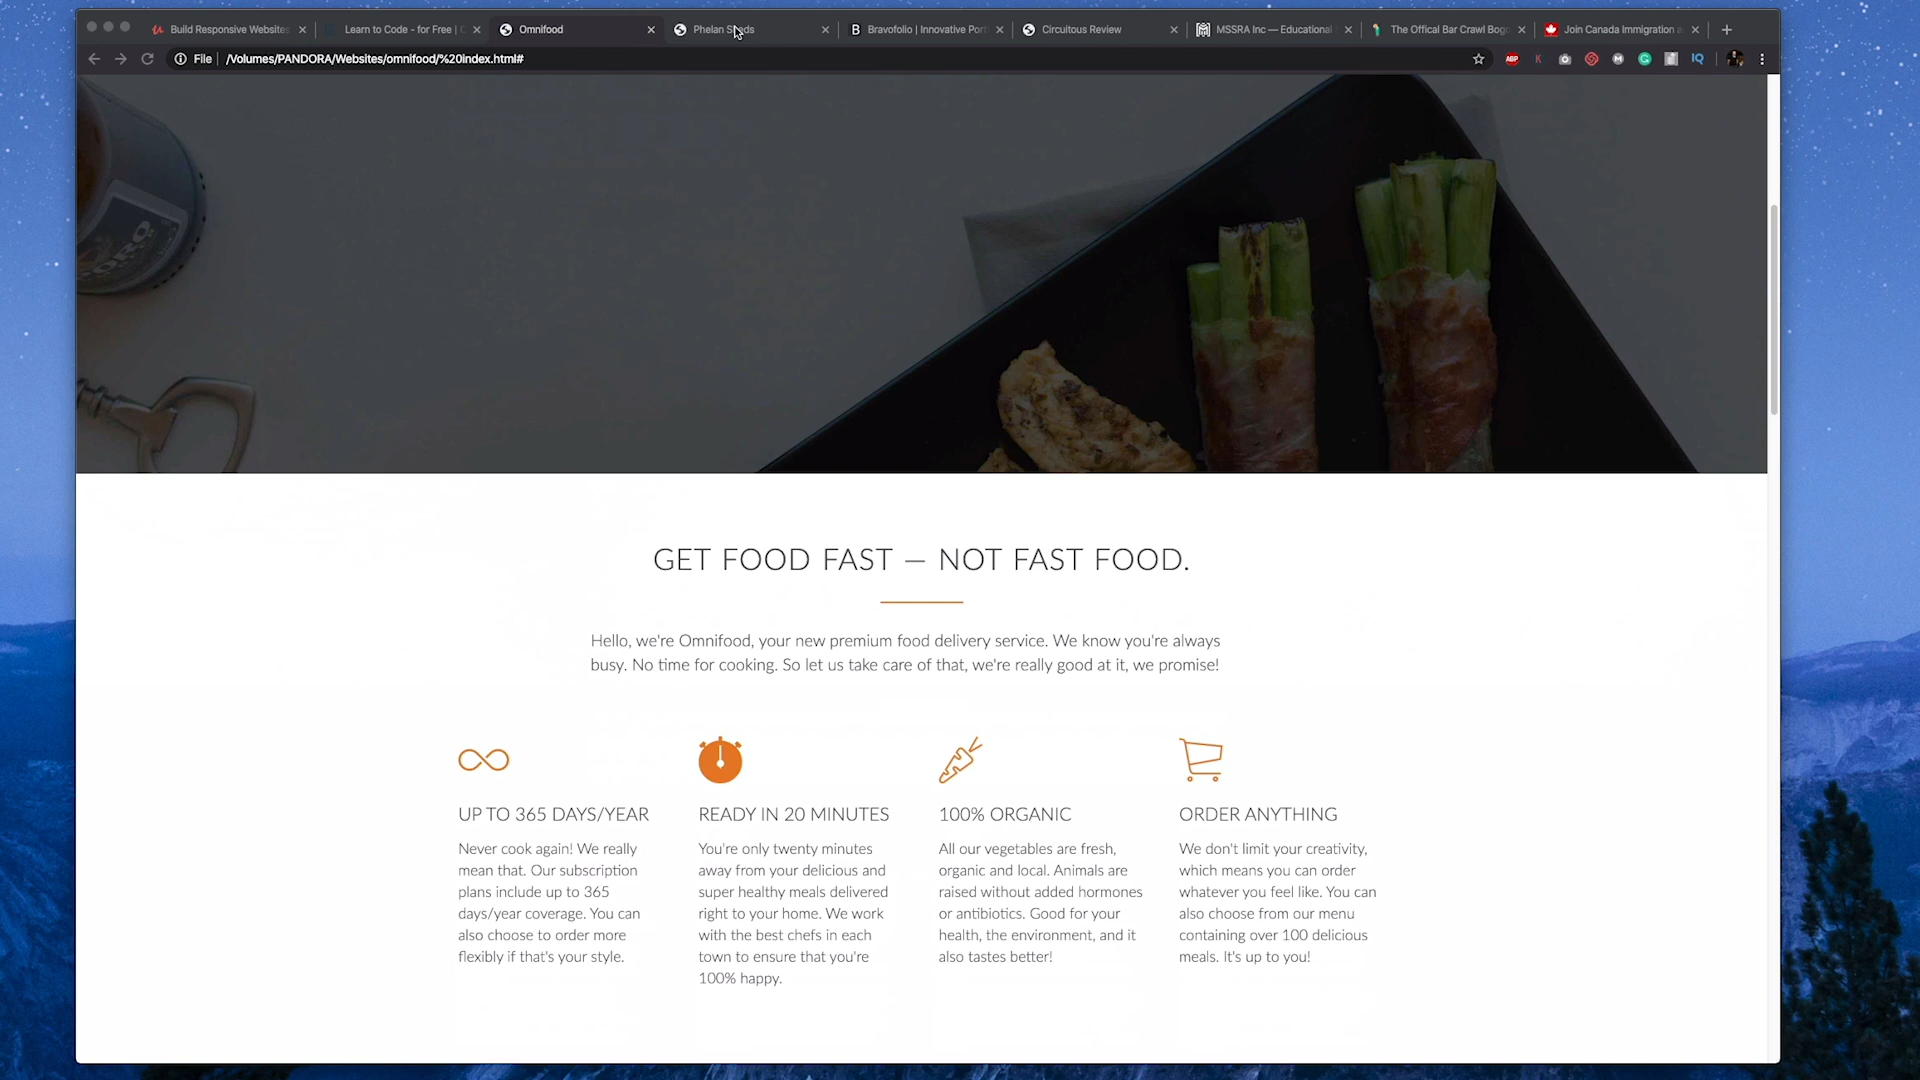 Build Responsive Websites
Learn to Code - for Free |
Omnifood
Phelan
Bravofolio | Innovative Port
Circuitous Review
MSSRA Inc — Educational
The Offical Bar Crawl Bogo
Join Canada Immigration
File
/Volumes/PANDORA/Websites/omnifood/%20index.html#
ABP
K
IQ
GET FOOD FAST — NOT FAST FOOD.
Hello, we're Omnifood, your new premium food delivery service. We know you're always
busy. No time for cooking. So let us take care of that, we're really good at it, we promise!
UP TO 365 DAYS/YEAR
Never cook again! We really
mean that. Our subscription
plans include up to 365
days/year coverage. You can
also choose to order more
flexibly if that's your style.
READY IN 20 MINUTES
You're only twenty minutes
away from your delicious and
super healthy meals delivered
right to your home. We work
with the best chefs in each
town to ensure that you're
100% happy.
100% ORGANIC
All our vegetables are fresh,
organic and local. Animals are
raised without added hormones
or antibiotics. Good for your
health, the environment, and it
also tastes better!
ORDER ANYTHING
We don't limit your creativity,
which means you can order
whatever you feel like. You can
also choose from our menu
containing over 100 delicious
meals. It's up to you!